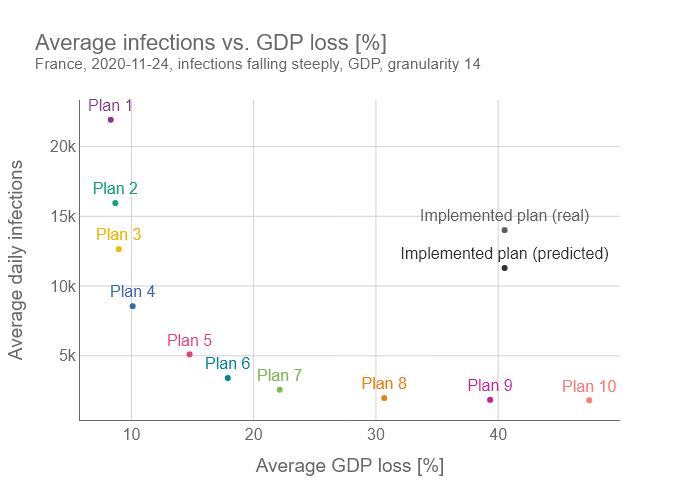 Average infections vs. GDP loss [%]
France, 2020-11-24, infections falling steeply, GDP, granularity 14
Plan 1
20k
Plan 2
15k
Implemented plan (real)
Plan 3
Implemented plan (predicted)
10k
Plan 4
Plan 5
5k
Plan 6
Plan 7
Plan 8
Plan 9
Plan 10
10
20
30
40
Average GDP loss [%]
Average daily infections